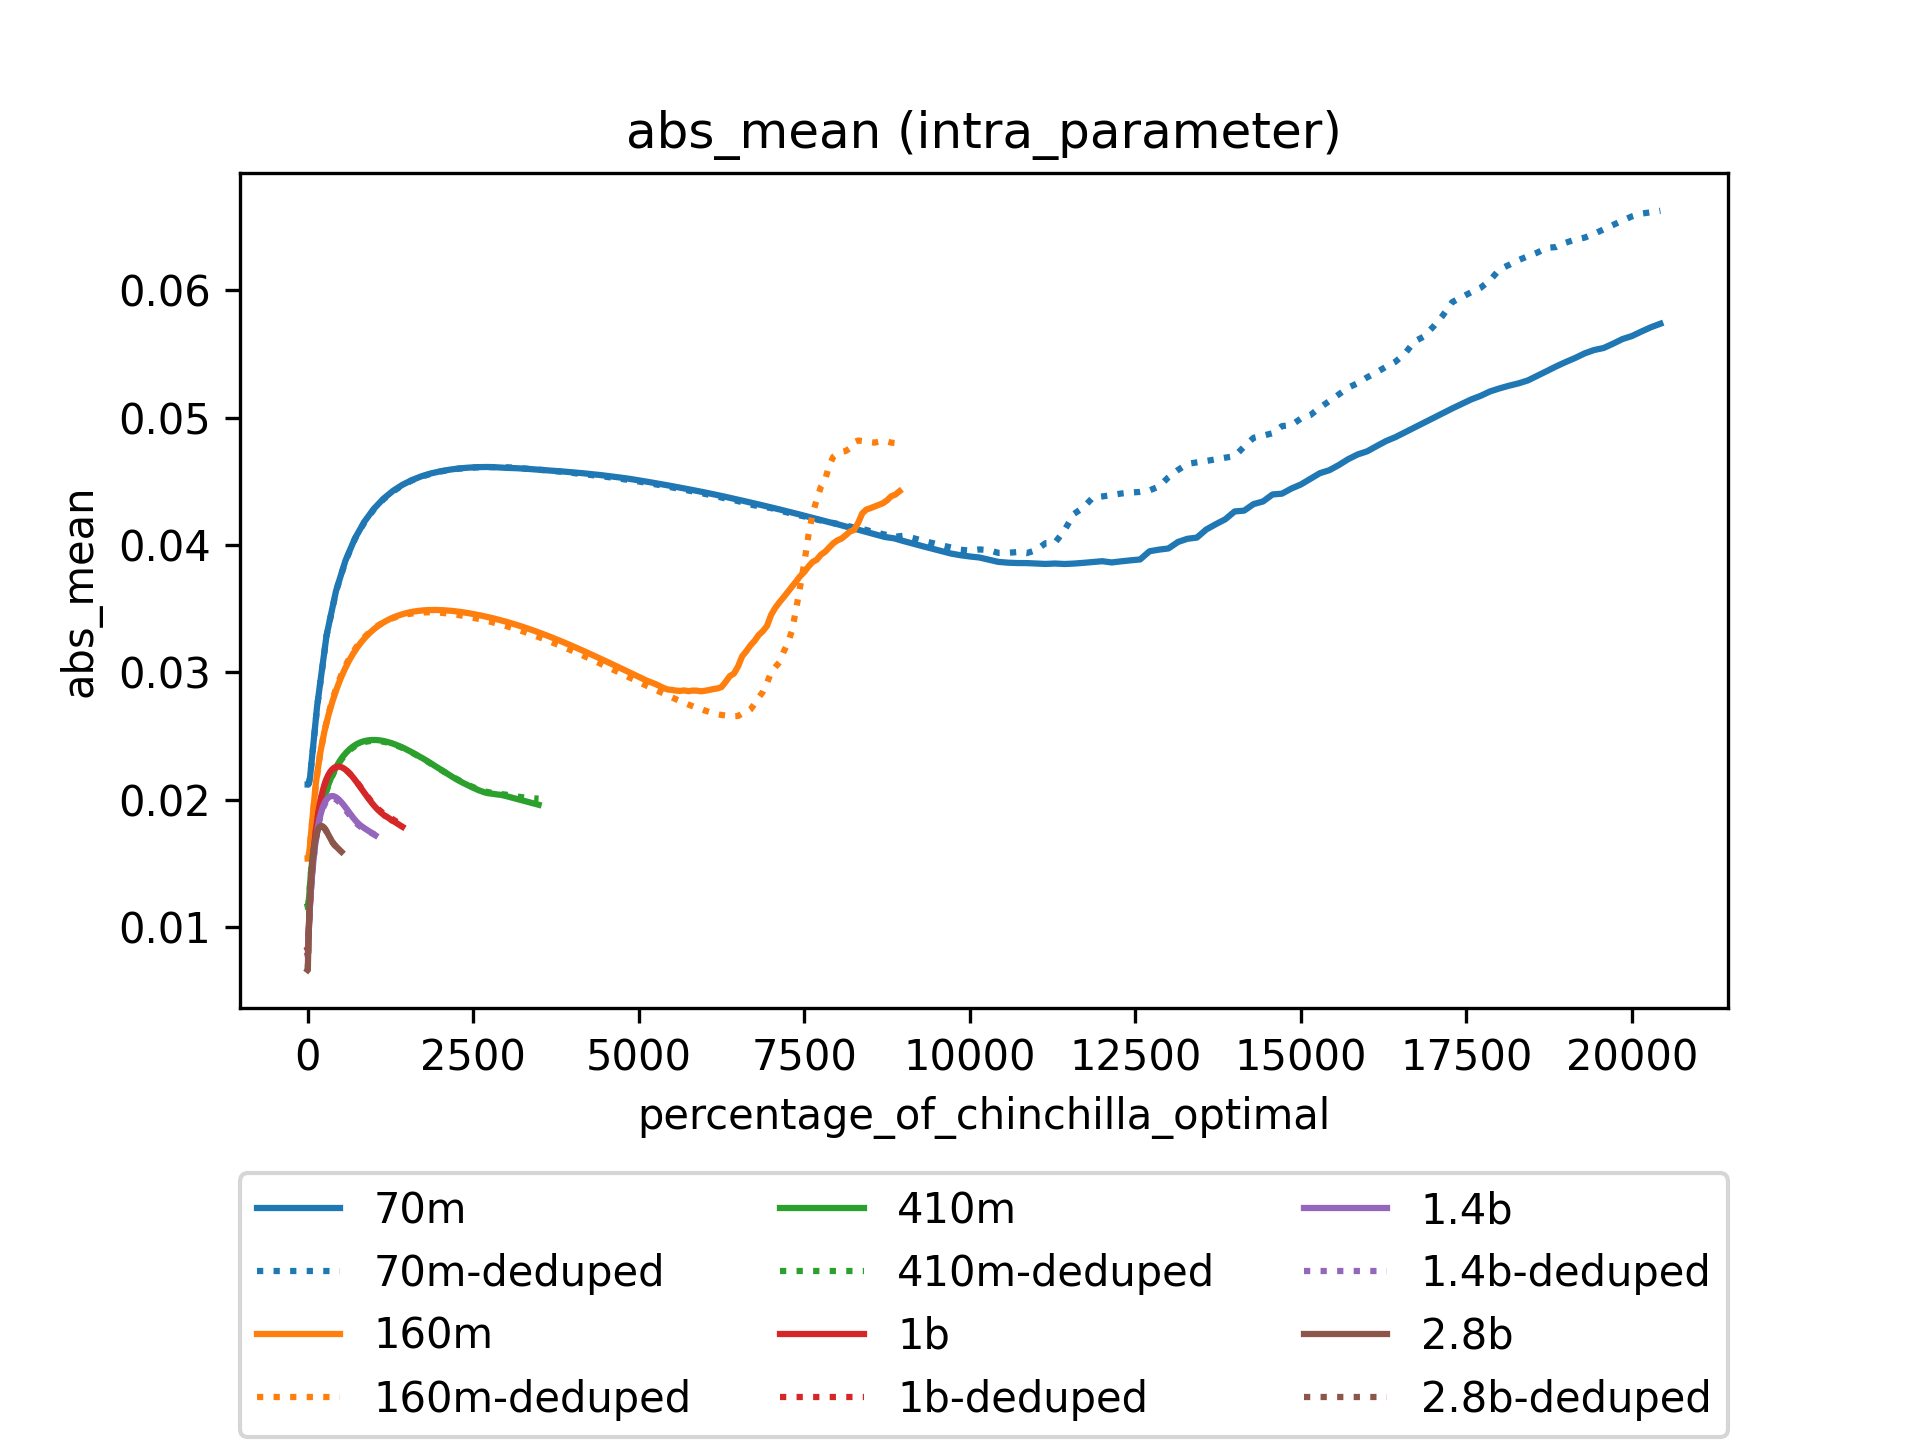 abs_mean (intra_parameter)
abs_mean
0.06
0.05
0.04
0.03
0.02
0.01
0 2500 5000 7500 10000 12500 15000 17500 20000
percentage_of_chinchilla_optimal
70m
70m-deduped
160m
160m-deduped
410m
410m-deduped
1b
1b-deduped
1.4b
1.4b-deduped
2.8b
2.8b-deduped